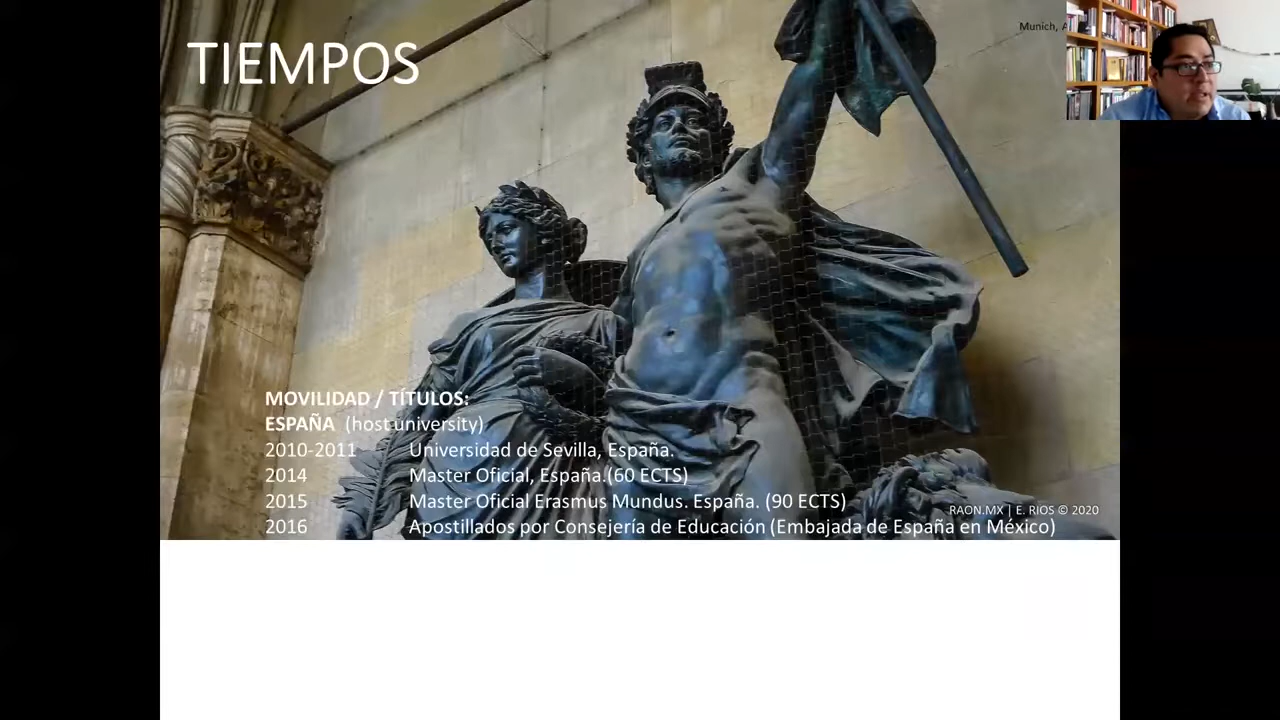 TIEMPOS
Munich,
MOVILIDAD / TÍTULOS:
ESPAÑA (host university)
2010-2011 Universidad de Sevilla, España.
2014 Master Oficial, España.(60 ECTS)
2015 Master Oficial Erasmus Mundus. España. (90 ECTS)
RAON.MX | E. RIOS © 2020
2016 Apostillados por Consejería de Educación (Embajada de España en México)